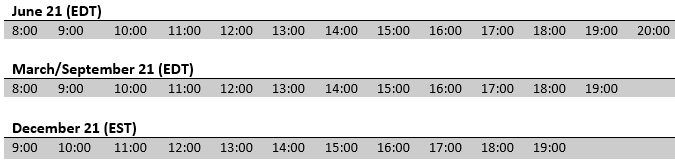 June 21 (EDT)
8:00 9:00 10:00 11:00 12:00 13:00 14:00 15:00 16:00 17:00 18:00 19:00 20:00
March/September 21 (EDT)
8:00 9:00 10:00 11:00 12:00 13:00 14:00 15:00 16:00 17:00 18:00 19:00
December 21 (EST)
9:00 10:00 11:00 12:00 13:00 14:00 15:00 16:00 17:00 18:00 19:00